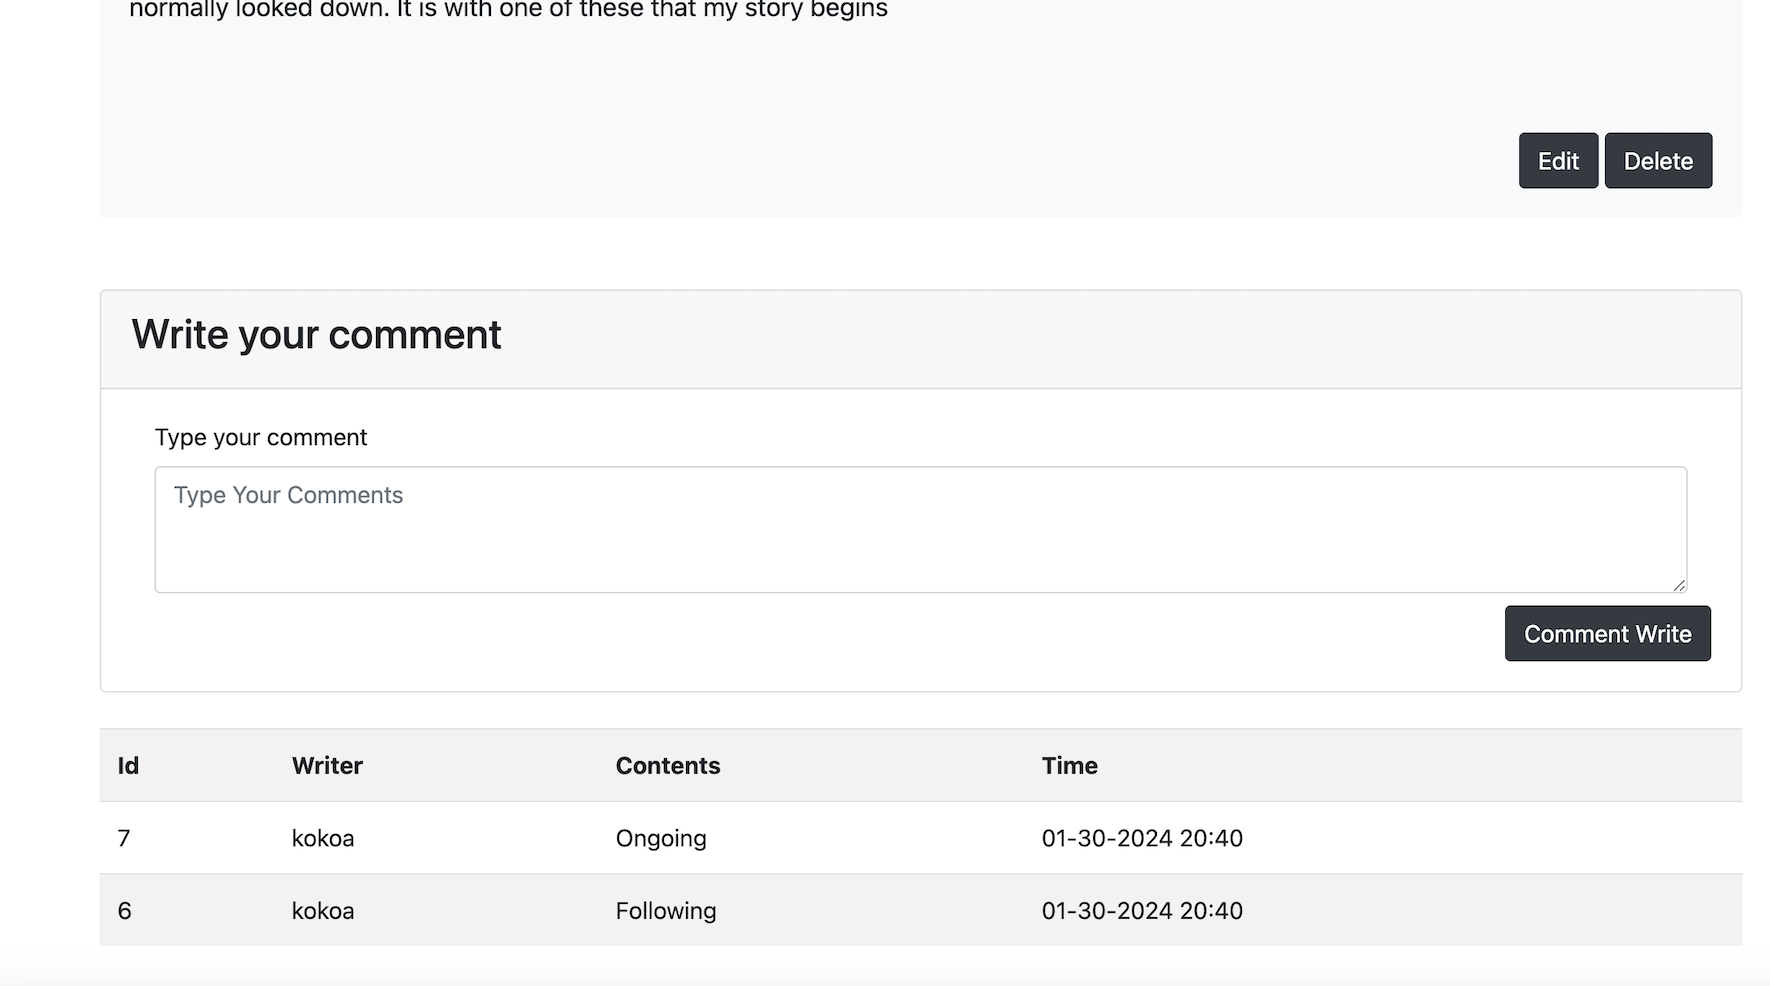 normally looked down. It is with one of these that my story begins
Edit Delete
Write your comment
Type your comment
Type Your Comments
Comment Write
Id Writer Contents Time
7 kokoa Ongoing 01-30-2024 20:40
6 kokoa Following 01-30-2024 20:40